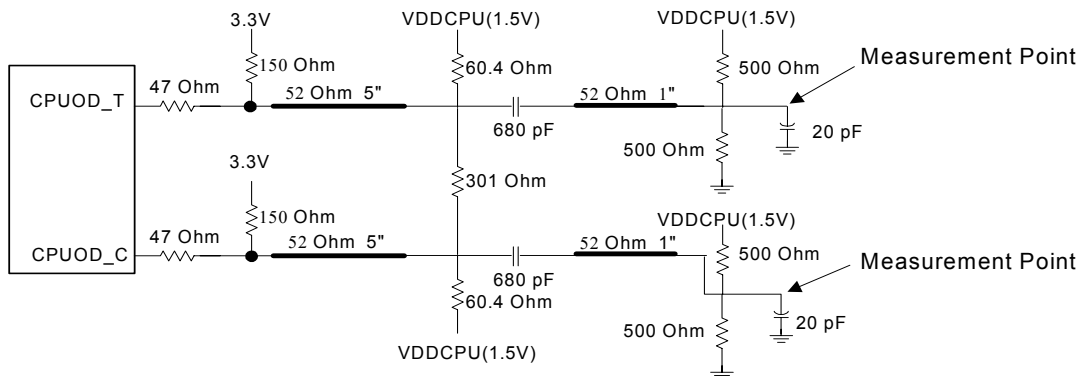 3.3V
VDDCPU(1.5V)
VDDCPU(1.5V)
Measurement Point
150 Ohm
60.4 Ohm
500 Ohm
47 Ohm
CPUOD_T
52 Ohm 5"
52 Ohm 1"
680 pF
20 pF
500 Ohm
3.3V
301 Ohm
VDDCPU(1.5V)
150 Ohm
47 Ohm
CPUOD_C
52 Ohm 5"
52 Ohm 1"
500 Ohm
Measurement Point
680 pF
60.4 Ohm
500 Ohm
20 pF
VDDCPU(1.5V)